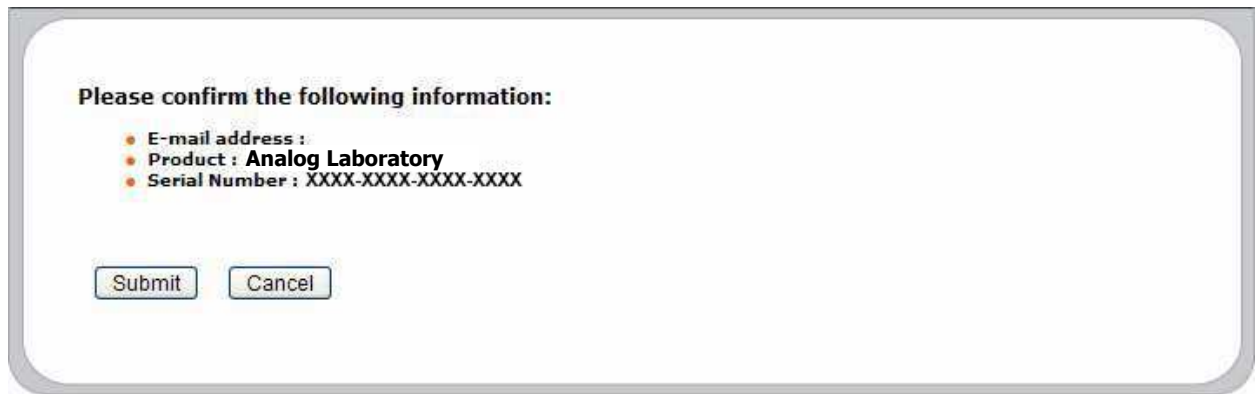 Please confirm the following information:
E-mail address :
Product : Analog Laboratory
Serial Number : XXXX-XXXX-XXXX-XXXX
Submit Cancel